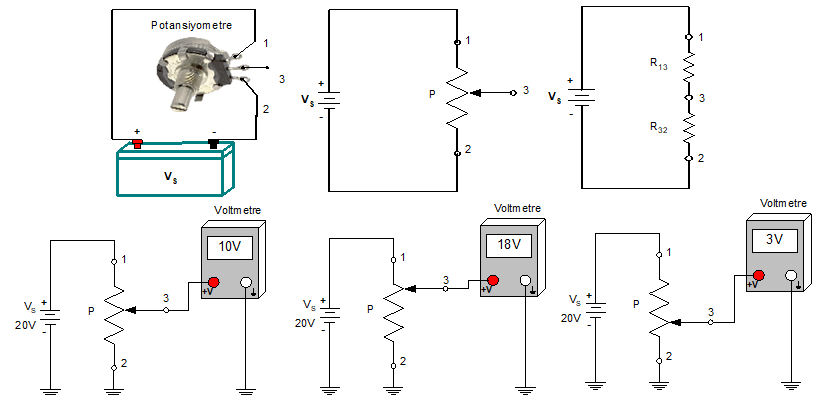 Potansiyometre
1
3
2
+ -
VS
1
+
VS
-
P
3
2
+
VS
-
1
R13
3
R32
2
Voltmetre
10V
+V
1
VS +
20V
-
P
3
2
Voltmetre
18V
+V
1
VS +
20V
-
P
3
2
Voltmetre
3V
+V
1
VS +
20V
-
P
3
2